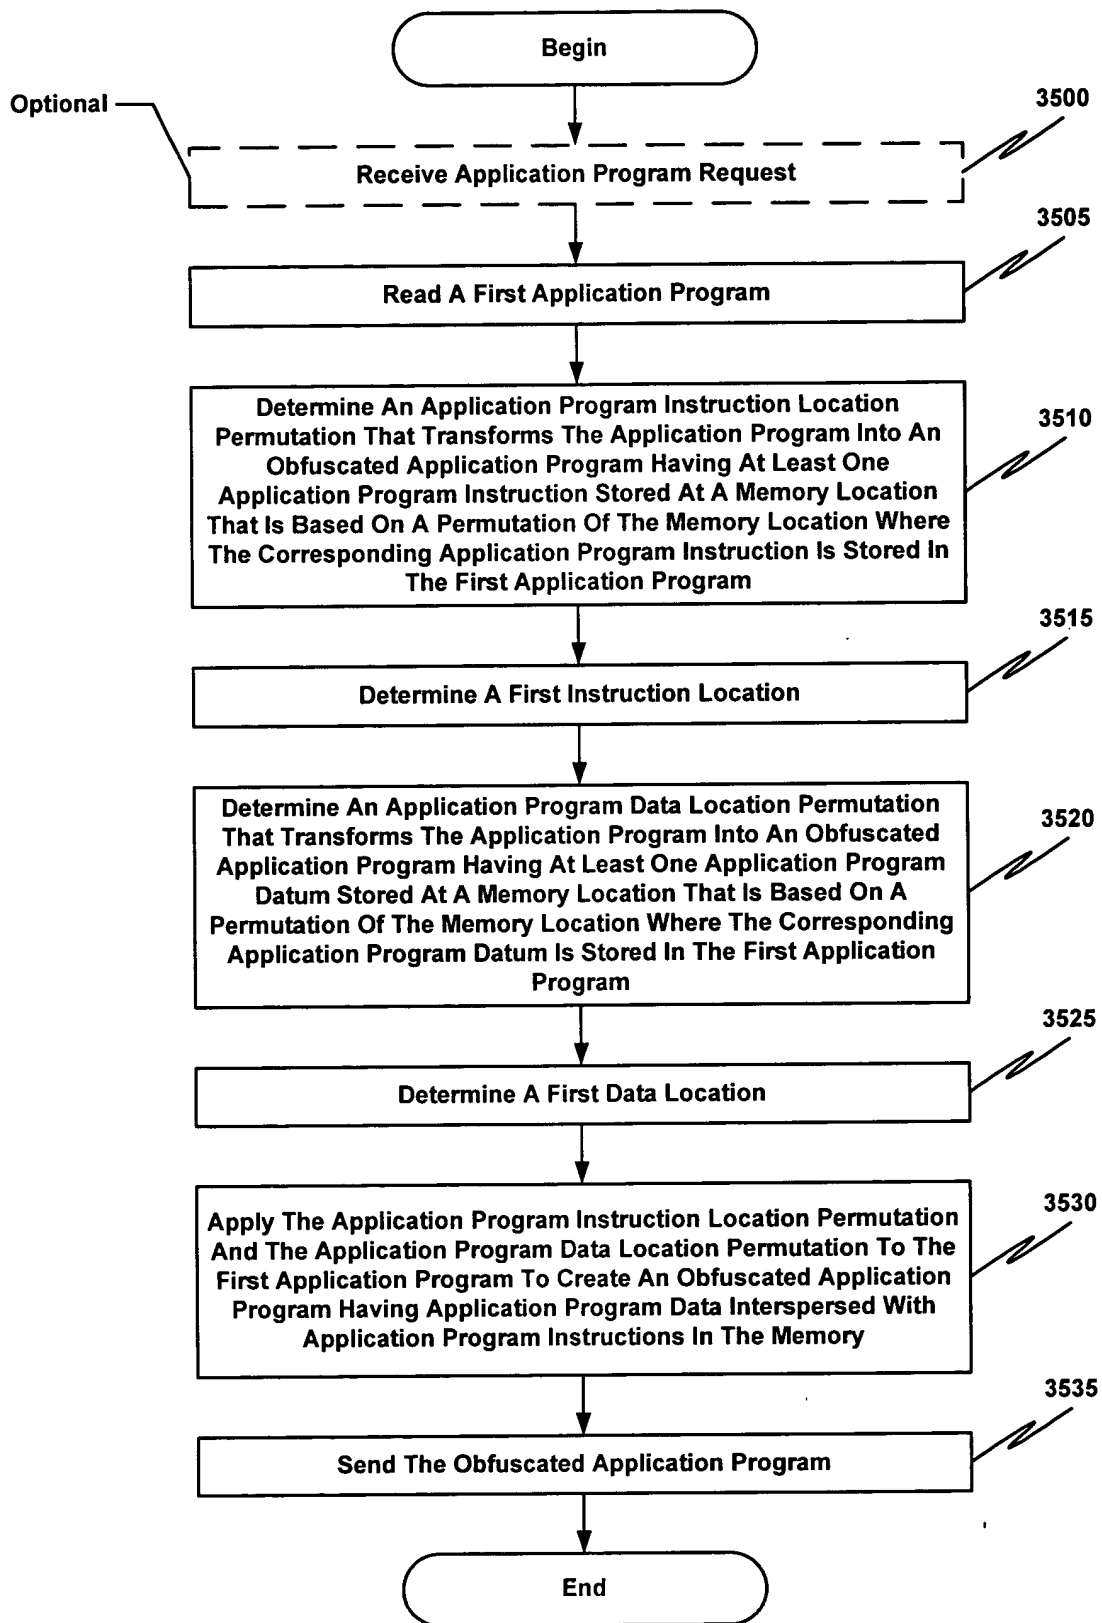 Begin
Optional
3500
Receive Application Program Request
3505
Read A First Application Program
Determine An Application Program Instruction Location
Permutation That Transforms The Application Program Into An
Obfuscated Application Program Having At Least One
Application Program Instruction Stored At A Memory Location
That Is Based On A Permutation Of The Memory Location Where
The Corresponding Application Program Instruction Is Stored In
The First Application Program
3510
3515
Determine A First Instruction Location
Determine An Application Program Data Location Permutation
That Transforms The Application Program Into An Obfuscated
Application Program Having At Least One Application Program
Datum Stored At A Memory Location That Is Based On A
Permutation Of The Memory Location Where The Corresponding
Application Program Datum Is Stored In The First Application
Program
3520
3525
Determine A First Data Location
Apply The Application Program Instruction Location Permutation
And The Application Program Data Location Permutation To The
First Application Program To Create An Obfuscated Application
Program Having Application Program Data Interspersed With
Application Program Instructions In The Memory
3530
3535
Send The Obfuscated Application Program
End